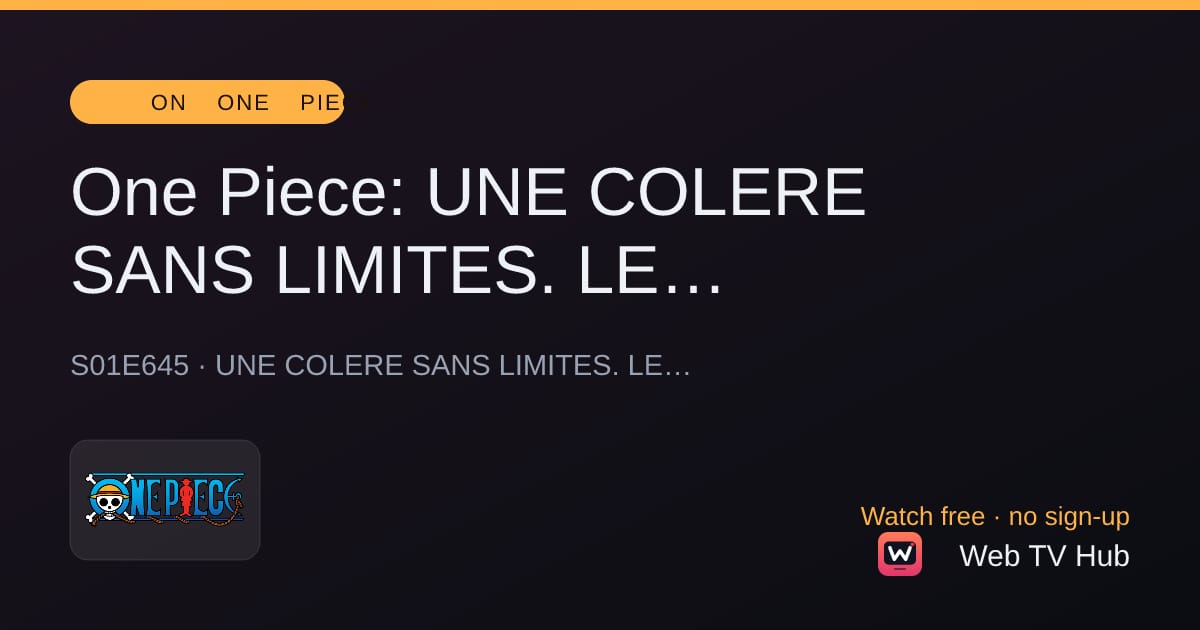 ON ONE PIECE
One Piece: UNE COLERE
SANS LIMITES. LE…
S01E645 · UNE COLERE SANS LIMITES. LE…
ONE PIECE
Watch free · no sign-up
W
Web TV Hub